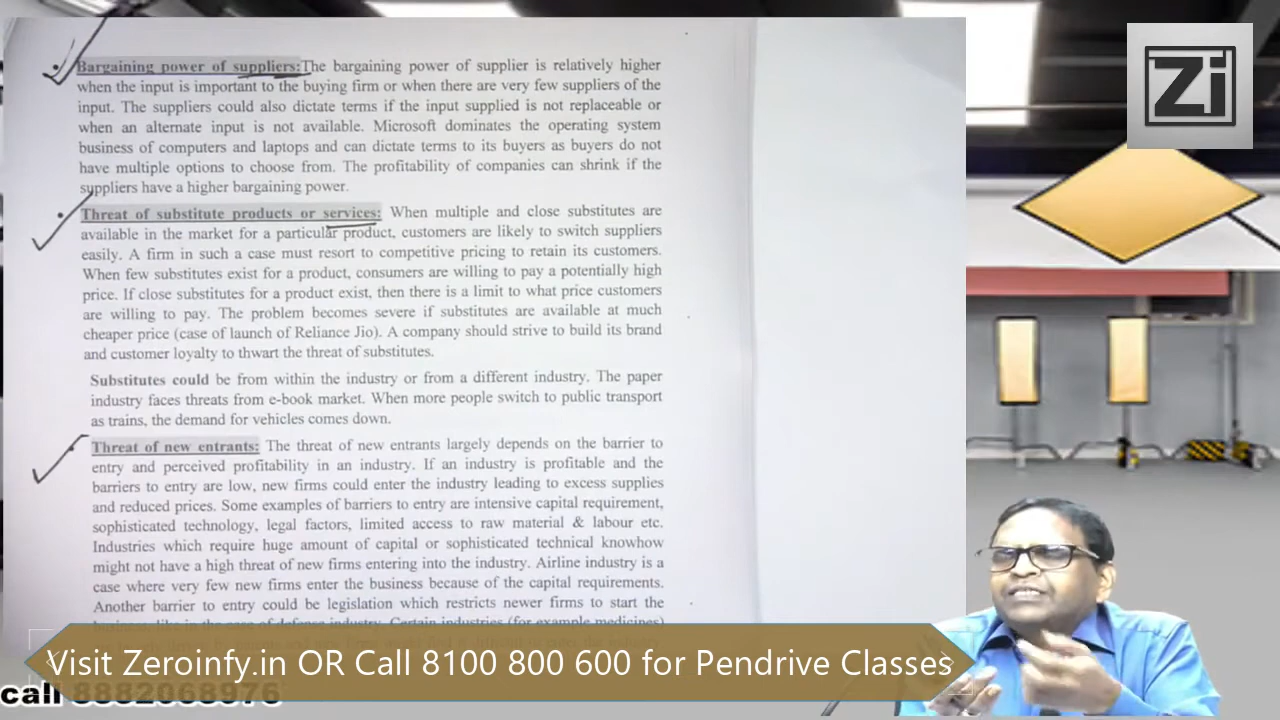 Bargaining power of suppliers: The bargaining power of supplier is relatively higher
when the input is important to the buying firm or when there are very few suppliers of the
input. The suppliers could also dictate terms if the input supplied is not replaceable or
when an alternate input is not available. Microsoft dominates the operating system
business of computers and laptops and can dictate terms to its buyers as buyers do not
have multiple options to choose from. The profitability of companies can shrink if the
suppliers have a higher bargaining power.
Threat of substitute products or services: When multiple and close substitutes are
available in the market for a particular product, customers are likely to switch suppliers
easily. A firm in such a case must resort to competitive pricing to retain its customers.
When few substitutes exist for a product, consumers are willing to pay a potentially high
price. If close substitutes for a product exist, then there is a limit to what price customers
are willing to pay. The problem becomes severe if substitutes are available at much
cheaper price (case of launch of Reliance Jio). A company should strive to build its brand
and customer loyalty to thwart the threat of substitutes.
Substitutes could be from within the industry or from a different industry. The paper
industry faces threats from e-book market. When more people switch to public transport
as trains, the demand for vehicles comes down.
Threat of new entrants: The threat of new entrants largely depends on the barrier to
entry and perceived profitability in an industry. If an industry is profitable and the
barriers to entry are low, new firms could enter the industry leading to excess supplies
and reduced prices. Some examples of barriers to entry are intensive capital requirement,
sophisticated technology, legal factors, limited access to raw material & labour etc.
Industries which require huge amount of capital or sophisticated technical knowhow
might not have a high threat of new firms entering into the industry. Airline industry is a
case where very few new firms enter the business because of the capital requirements.
Another barrier to entry could be legislation which restricts newer firms to start the
business, like in the case of defense industry. Certain industries (for example medicines)
Visit Zeroinfy.in OR Call 8100 800 600 for Pendrive Classes
call 8882068976
Zi